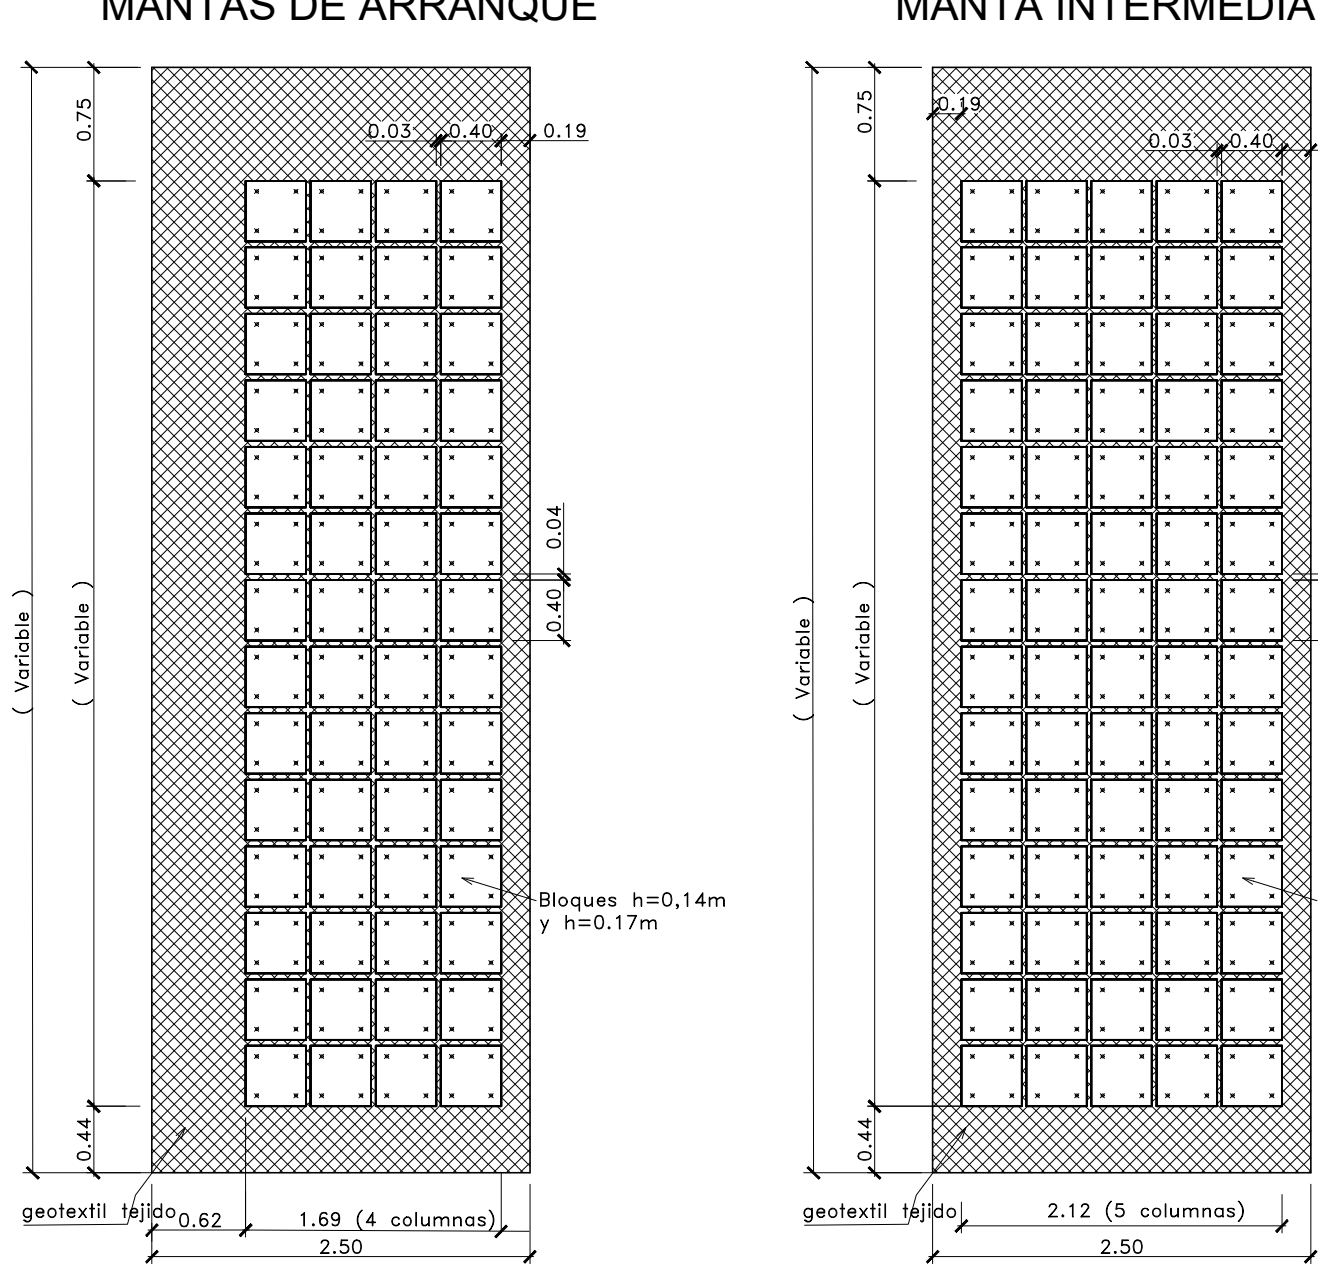 MANTAS DE ARRANQUE
0.75
0.03
0.40
0.19
0.04
0.40
( Variable )
( Variable )
Bloques h=0,14m
y h=0.17m
0.44
geotextil tejido
0.62
1.69 (4 columnas)
2.50
MANTA INTERMEDIA
0.75
0.19
0.03
0.40
( Variable )
( Variable )
0.44
geotextil tejido
2.12 (5 columnas)
2.50